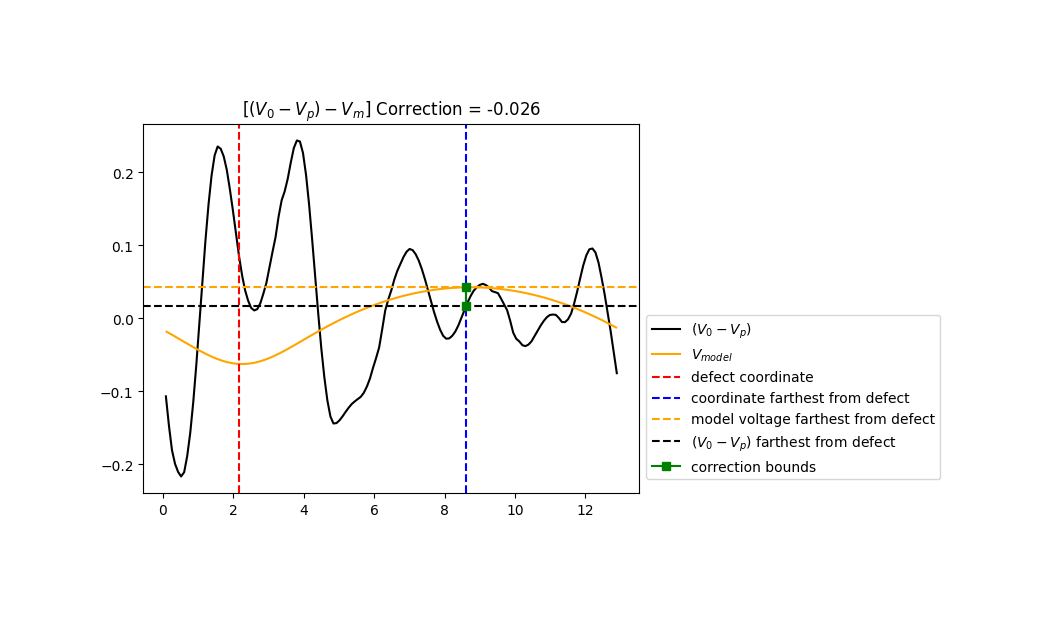 [(V₀ − Vₚ) − Vₘ] Correction = -0.026
0.2
0.1
0.0
−0.1
−0.2
0 2 4 6 8 10 12
(V₀ − Vₚ)
Vₘₒdₑₗ
defect coordinate
coordinate farthest from defect
model voltage farthest from defect
(V₀ − Vₚ) farthest from defect
correction bounds